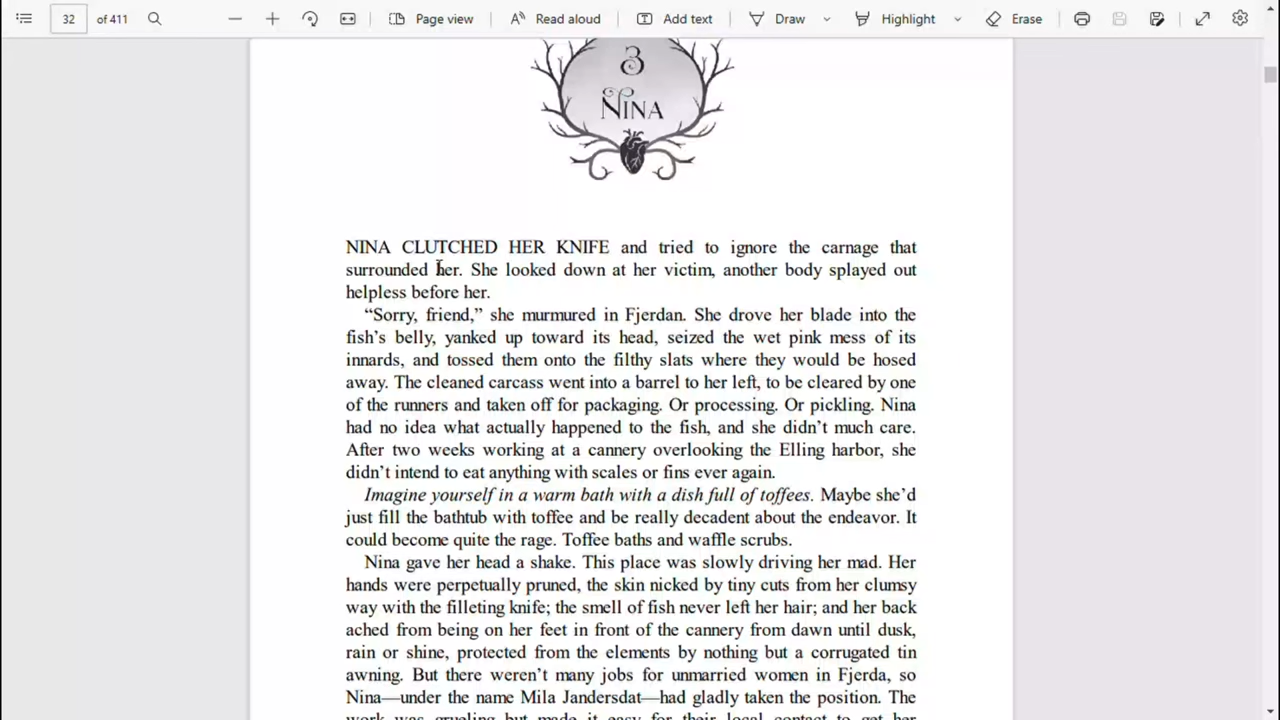 32 of 411 Page view Read aloud Add text Draw Highlight Erase
3
NINA
NINA CLUTCHED HER KNIFE and tried to ignore the carnage that
surrounded her. She looked down at her victim, another body splayed out
helpless before her.
“Sorry, friend,” she murmured in Fjerdan. She drove her blade into the
fish’s belly, yanked up toward its head, seized the wet pink mess of its
innards, and tossed them onto the filthy slats where they would be hosed
away. The cleaned carcass went into a barrel to her left, to be cleared by one
of the runners and taken off for packaging. Or processing. Or pickling. Nina
had no idea what actually happened to the fish, and she didn’t much care.
After two weeks working at a cannery overlooking the Elling harbor, she
didn’t intend to eat anything with scales or fins ever again.
Imagine yourself in a warm bath with a dish full of toffees. Maybe she’d
just fill the bathtub with toffee and be really decadent about the endeavor. It
could become quite the rage. Toffee baths and waffle scrubs.
Nina gave her head a shake. This place was slowly driving her mad. Her
hands were perpetually pruned, the skin nicked by tiny cuts from her clumsy
way with the filleting knife; the smell of fish never left her hair; and her back
ached from being on her feet in front of the cannery from dawn until dusk,
rain or shine, protected from the elements by nothing but a corrugated tin
awning. But there weren’t many jobs for unmarried women in Fjerda, so
Nina—under the name Mila Jandersdat—had gladly taken the position. The
work was grueling but made it easy for their local contact to get her